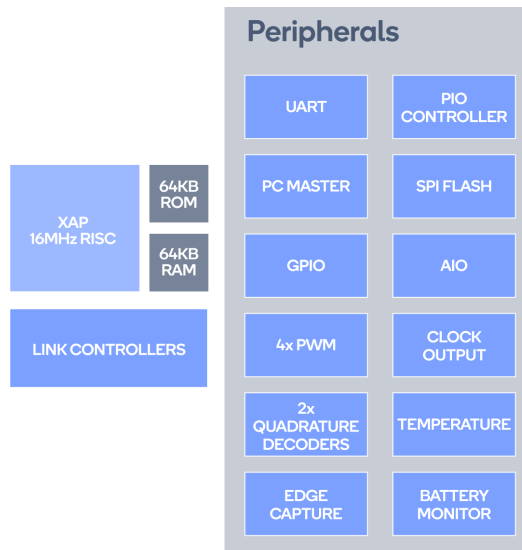 Peripherals
UART
PIO
CONTROLLER
64KB
ROM
XAP
16MHz RISC
64KB
RAM
PC MASTER
SPI FLASH
GPIO
AIO
LINK CONTROLLERS
4x PWM
CLOCK
OUTPUT
2x
QUADRATURE
DECODERS
TEMPERATURE
EDGE
CAPTURE
BATTERY
MONITOR